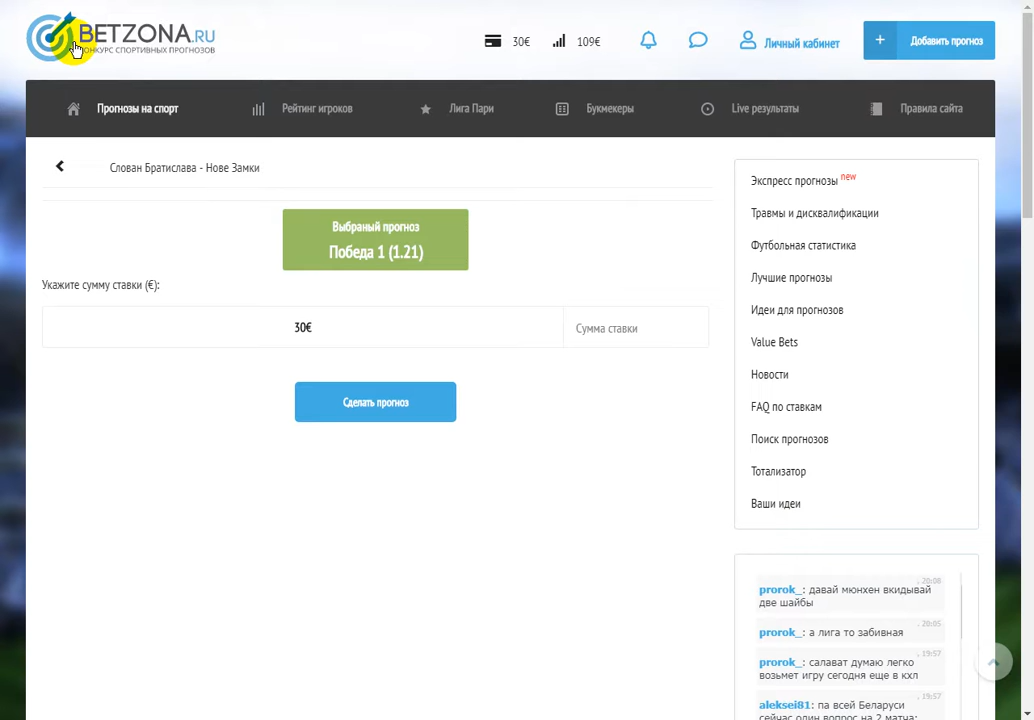 BETZONA.RU
КОНКУРС СПОРТИВНЫХ ПРОГНОЗОВ
30€
109€
Личный кабинет
+ Добавить прогноз
Прогнозы на спорт
Рейтинг игроков
Лига Пари
Букмекеры
Live результаты
Правила сайта
Слован Братислава - Нове Замки
Выбраный прогноз
Победа 1 (1.21)
Укажите сумму ставки (€):
30€
Сумма ставки
Сделать прогноз
Экспресс прогнозы new
Травмы и дисквалификации
Футбольная статистика
Лучшие прогнозы
Идеи для прогнозов
Value Bets
Новости
FAQ по ставкам
Поиск прогнозов
Тотализатор
Ваши идеи
, 20:08
prorok_: давай мюнхен вкидывай
две шайбы
, 20:05
prorok_: а лига то забивная
, 19:57
prorok_: салават думаю легко
возьмет игру сегодня еще в кхл
, 19:57
aleksei81: па всей Беларуси
сейчас один вопрос на 2 матча: